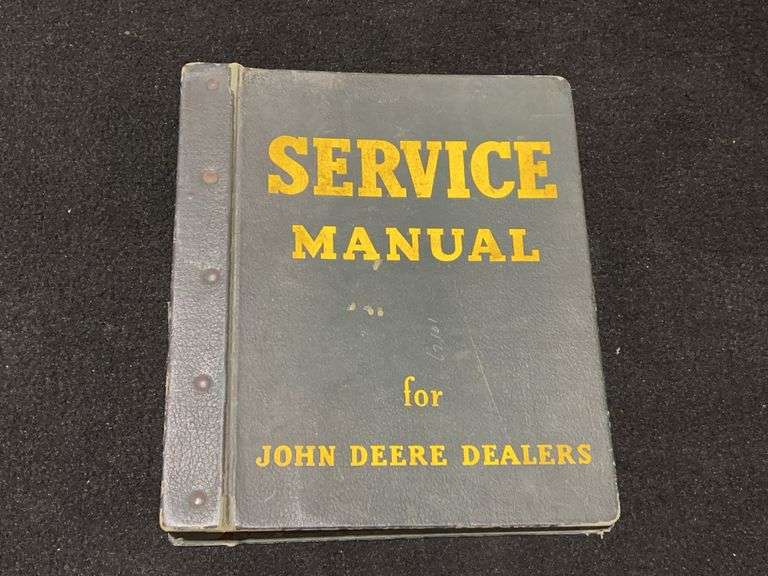 SERVICE
MANUAL
for
JOHN DEERE DEALERS